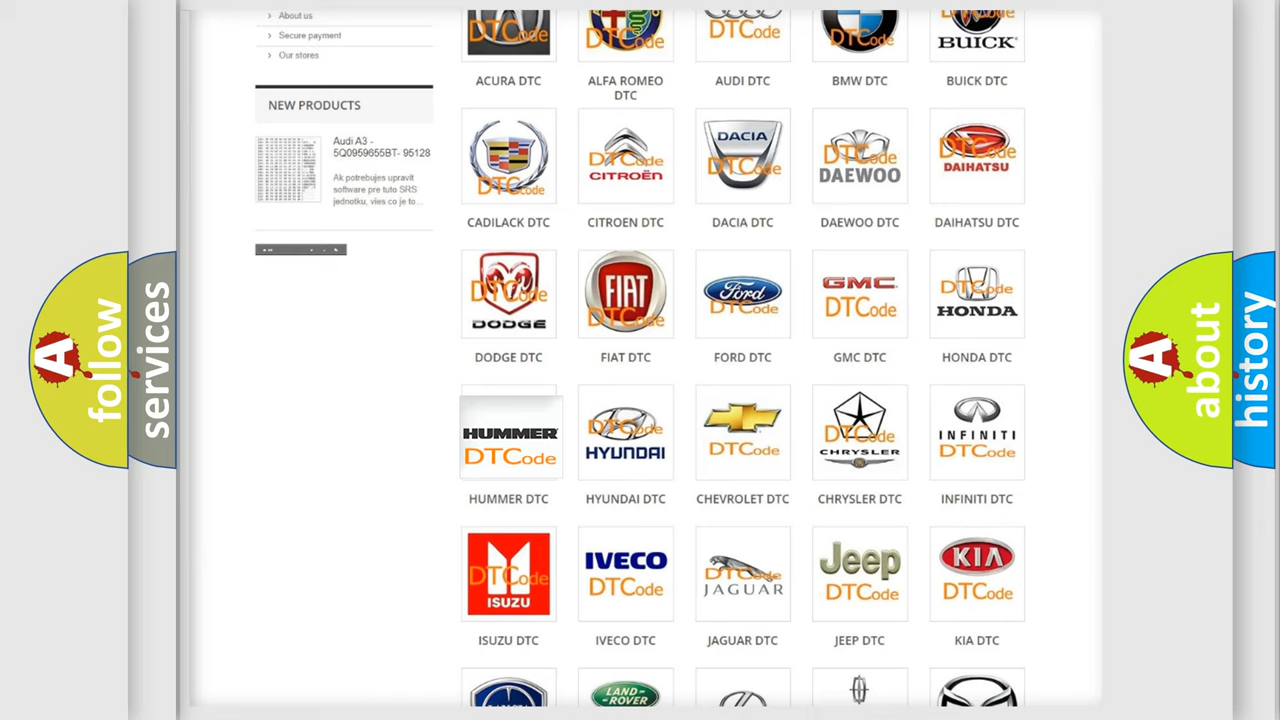 About us
Secure payment
Our stores
NEW PRODUCTS
Audi A3 -
5Q0959655BT- 95128
Ak potrebujes upravit
software pre tuto SRS
jednotku, vies co je to...
DTCode
DTCode
DTCode
DTCode
DTCode
BUICK
ACURA DTC
ALFA ROMEO
DTC
AUDI DTC
BMW DTC
BUICK DTC
DTCode
DTCode
CITROËN
DACIA
DTCode
DTCode
DAEWOO
DTCode
DAIHATSU
CADILACK DTC
CITROEN DTC
DACIA DTC
DAEWOO DTC
DAIHATSU DTC
DTCode
DODGE
FIAT
DTCode
Ford
DTCode
GMC
DTCode
DTCode
HONDA
DODGE DTC
FIAT DTC
FORD DTC
GMC DTC
HONDA DTC
HUMMER
DTCode
DTCode
HYUNDAI
DTCode
DTCode
CHRYSLER
INFINITI
DTCode
HUMMER DTC
HYUNDAI DTC
CHEVROLET DTC
CHRYSLER DTC
INFINITI DTC
DTCode
ISUZU
IVECO
DTCode
DTCode
JAGUAR
Jeep
DTCode
KIA
DTCode
ISUZU DTC
IVECO DTC
JAGUAR DTC
JEEP DTC
KIA DTC
LAND-
ROVER
A follow
services
A about
history